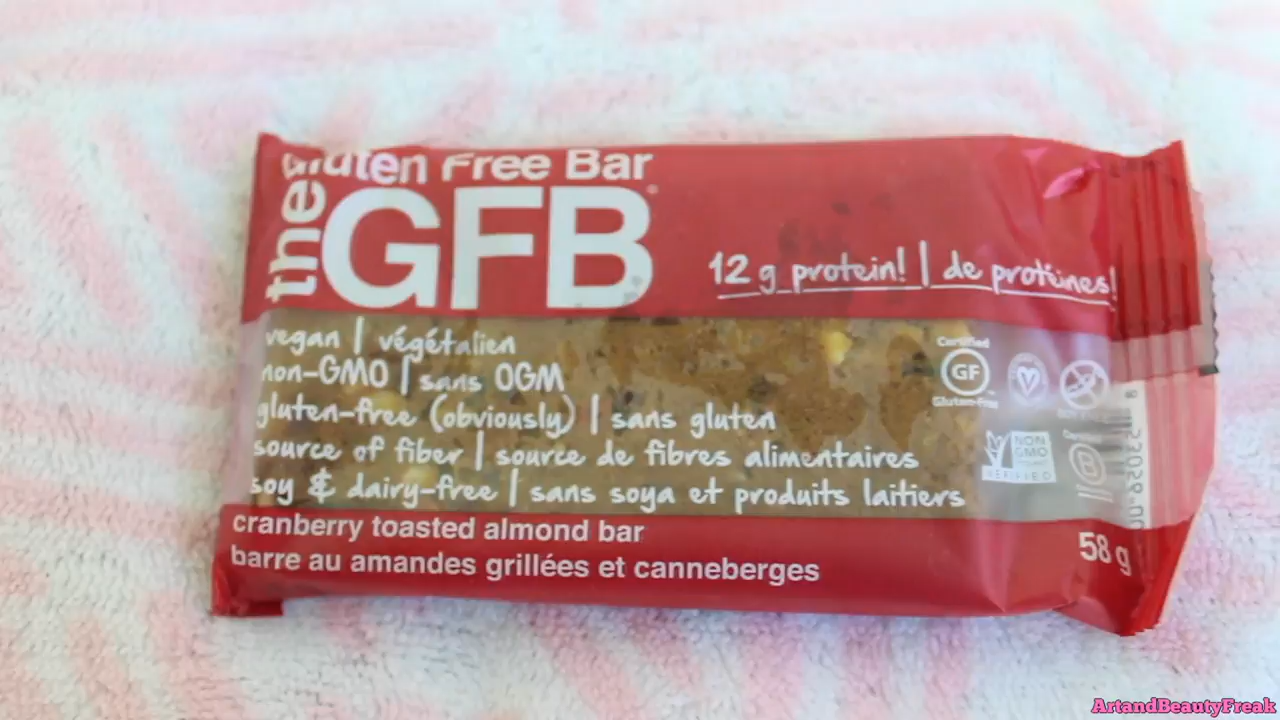 the
Gluten Free Bar
GFB
12 g protein! | de protéines!
vegan | végétalien
non-GMO | sans OGM
gluten-free (obviously) | sans gluten
source of fiber | source de fibres alimentaires
soy & dairy-free | sans soya et produits laitiers
Certified
GF
Gluten-Free
V
NON
GMO
VERIFIED
B
cranberry toasted almond bar
barre au amandes grillées et canneberges
58 g
ArtandBeautyFreak